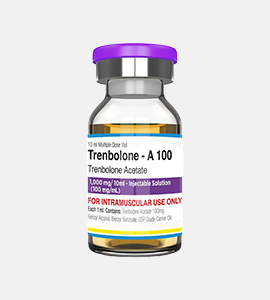 10 ml Multiple Dose Vial
Trenbolone - A 100
Trenbolone Acetate
1,000 mg/ 10ml - Injectable Solution
(100 mg/mL)
FOR INTRAMUSCULAR USE ONLY
Each 1ml. Contains: Trenbolone Acetate 100mg,
Benzyl Alcohol, Benzyl Benzoate, USP Grade Carrier Oil.